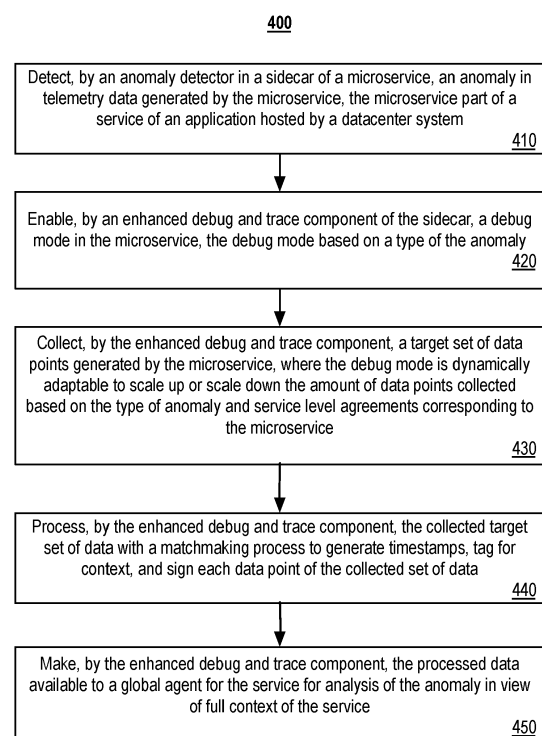 400
Detect, by an anomaly detector in a sidecar of a microservice, an anomaly in
telemetry data generated by the microservice, the microservice part of a
service of an application hosted by a datacenter system
410
Enable, by an enhanced debug and trace component of the sidecar, a debug
mode in the microservice, the debug mode based on a type of the anomaly
420
Collect, by the enhanced debug and trace component, a target set of data
points generated by the microservice, where the debug mode is dynamically
adaptable to scale up or scale down the amount of data points collected
based on the type of anomaly and service level agreements corresponding to
the microservice
430
Process, by the enhanced debug and trace component, the collected target
set of data with a matchmaking process to generate timestamps, tag for
context, and sign each data point of the collected set of data
440
Make, by the enhanced debug and trace component, the processed data
available to a global agent for the service for analysis of the anomaly in view
of full context of the service
450